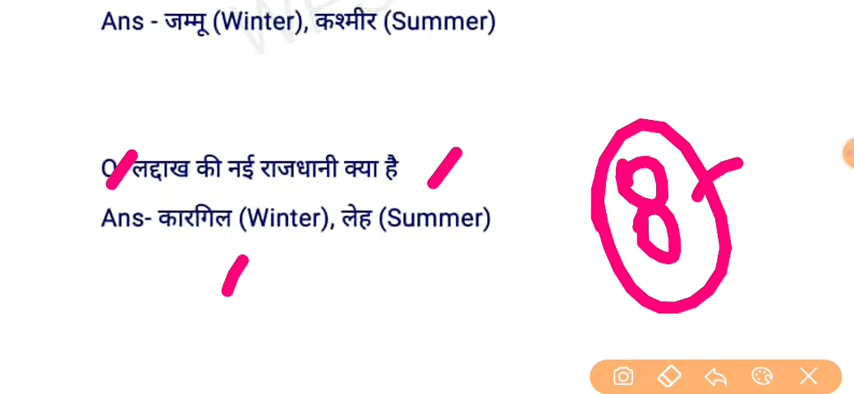 Ans - जम्मू (Winter), कश्मीर (Summer)
Q लद्दाख की नई राजधानी क्या है
Ans- कारगिल (Winter), लेह (Summer)
8